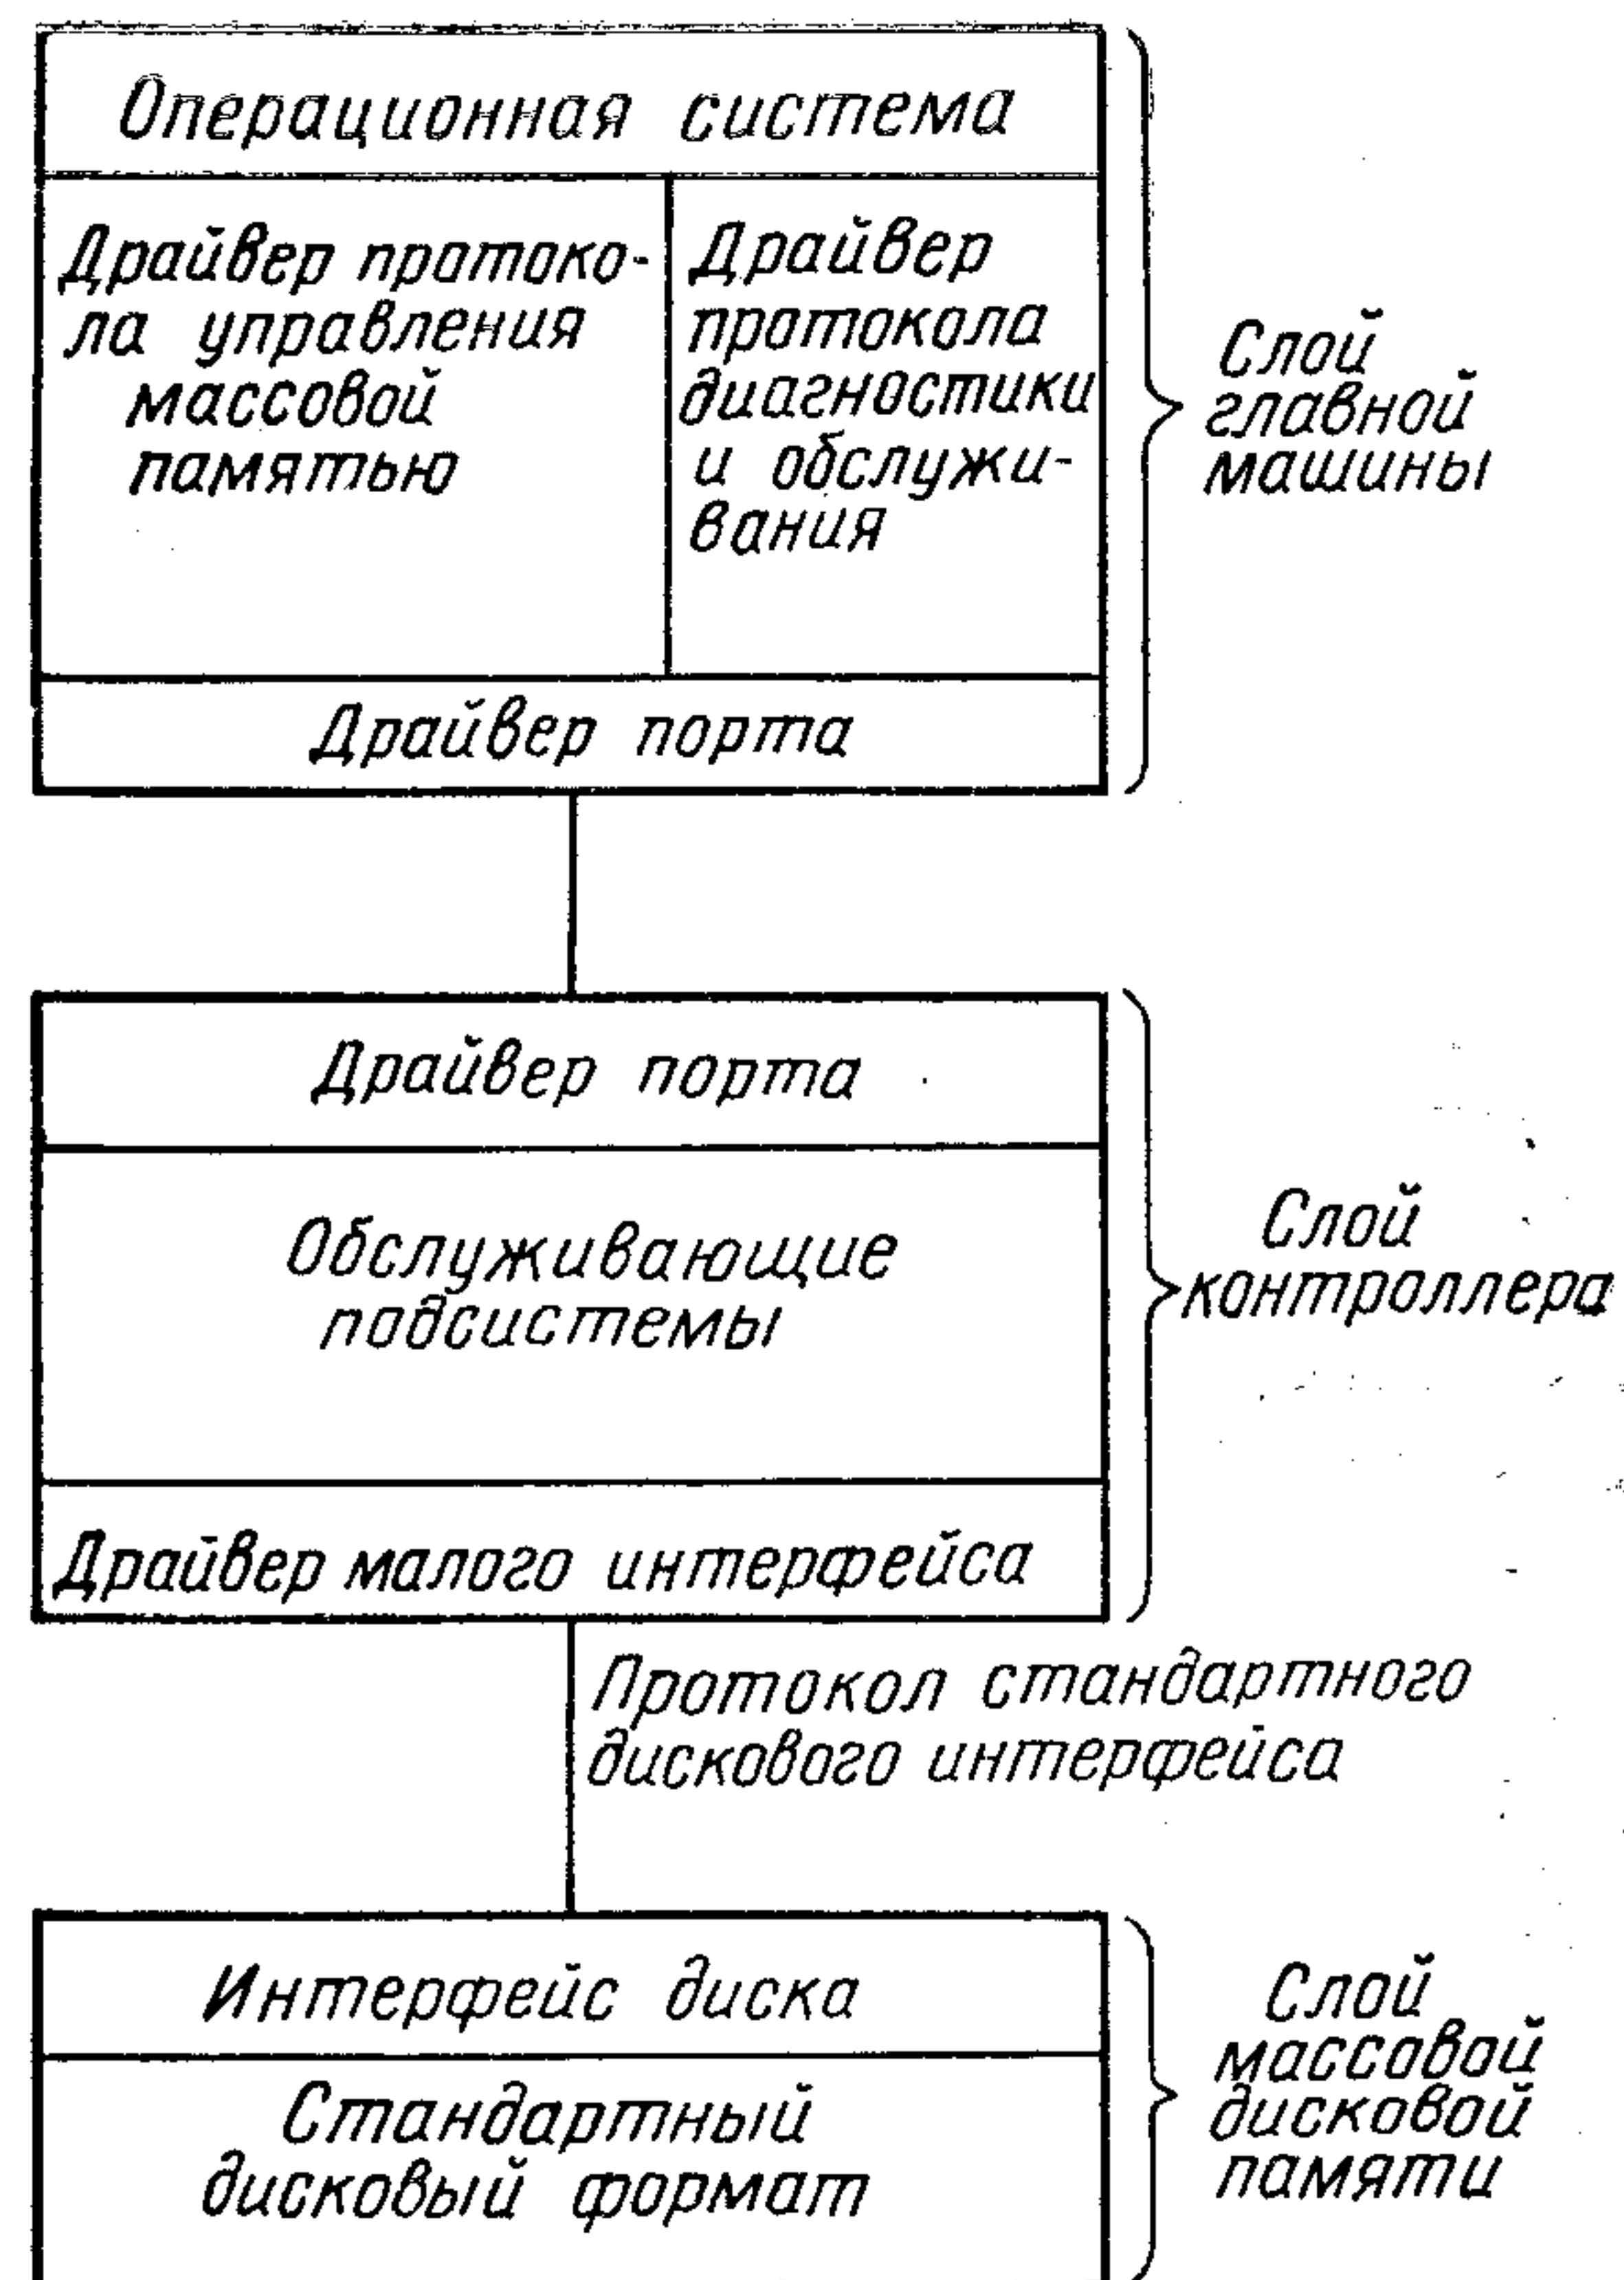 Операционная система
Драйвер протоко-
ла управления
массовой
памятью
Драйвер
протокола
диагностики
и обслужи-
вания
Драйвер порта
Слой
главной
машины
Драйвер порта
Обслуживающие
подсистемы
Драйвер малого интерфейса
Слой
контроллера
Протокол стандартного
дискового интерфейса
Интерфейс диска
Стандартный
дисковый формат
Слой
массовой
дисковой
памяти